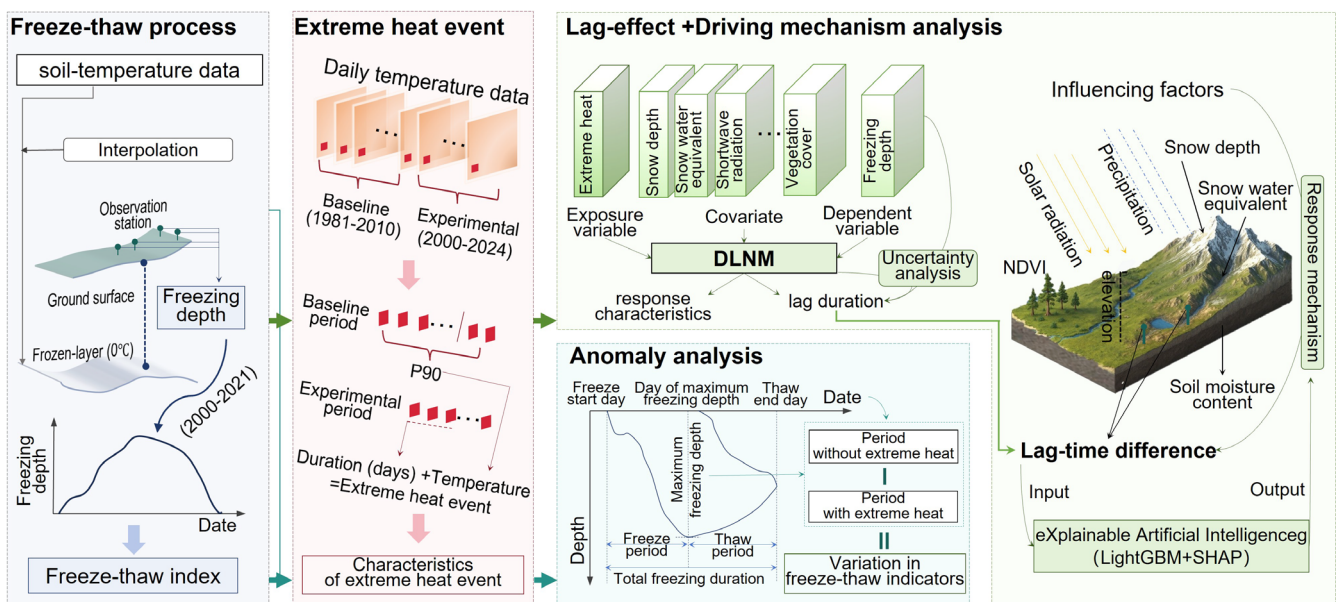 Freeze-thaw process
soil-temperature data
Interpolation
Observation
station
Ground surface
Freezing
depth
Frozen-layer (0℃)
(2000-2021)
Freezing
depth
Date
Freeze-thaw index
Extreme heat event
Daily temperature data
...
...
Baseline
(1981-2010)
Experimental
(2000-2024)
Baseline
period
...
P90
Experimental
period
...
Duration (days) +Temperature
=Extreme heat event
Characteristics
of extreme heat event
Lag-effect +Driving mechanism analysis
Extreme heat
Snow depth
Snow water
equivalent
Shortwave
radiation
...
Vegetation
cover
Freezing
depth
Exposure
variable
Covariate
Dependent
variable
DLNM
Uncertainty
analysis
response
characteristics
lag duration
Influencing factors
Solar radiation
Precipitation
Snow depth
Snow water
equivalent
NDVI
elevation
Soil moisture
content
Response mechanism
Lag-time difference
Input
Output
eXplainable Artificial Intelligenceg
(LightGBM+SHAP)
Anomaly analysis
Freeze
start day
Day of maximum
freezing depth
Thaw
end day
Date
Depth
Maximum
freezing depth
Freeze
period
Thaw
period
Total freezing duration
Period
without extreme heat
Period
with extreme heat
Variation in
freeze-thaw indicators